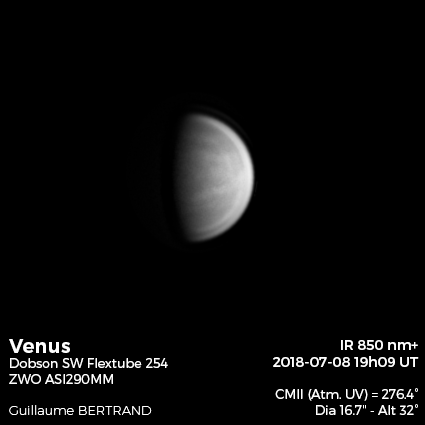 Venus
Dobson SW Flextube 254
ZWO ASI290MM
Guillaume BERTRAND
IR 850 nm+
2018-07-08 19h09 UT
CMII (Atm. UV) = 276.4°
Dia 16.7" - Alt 32°